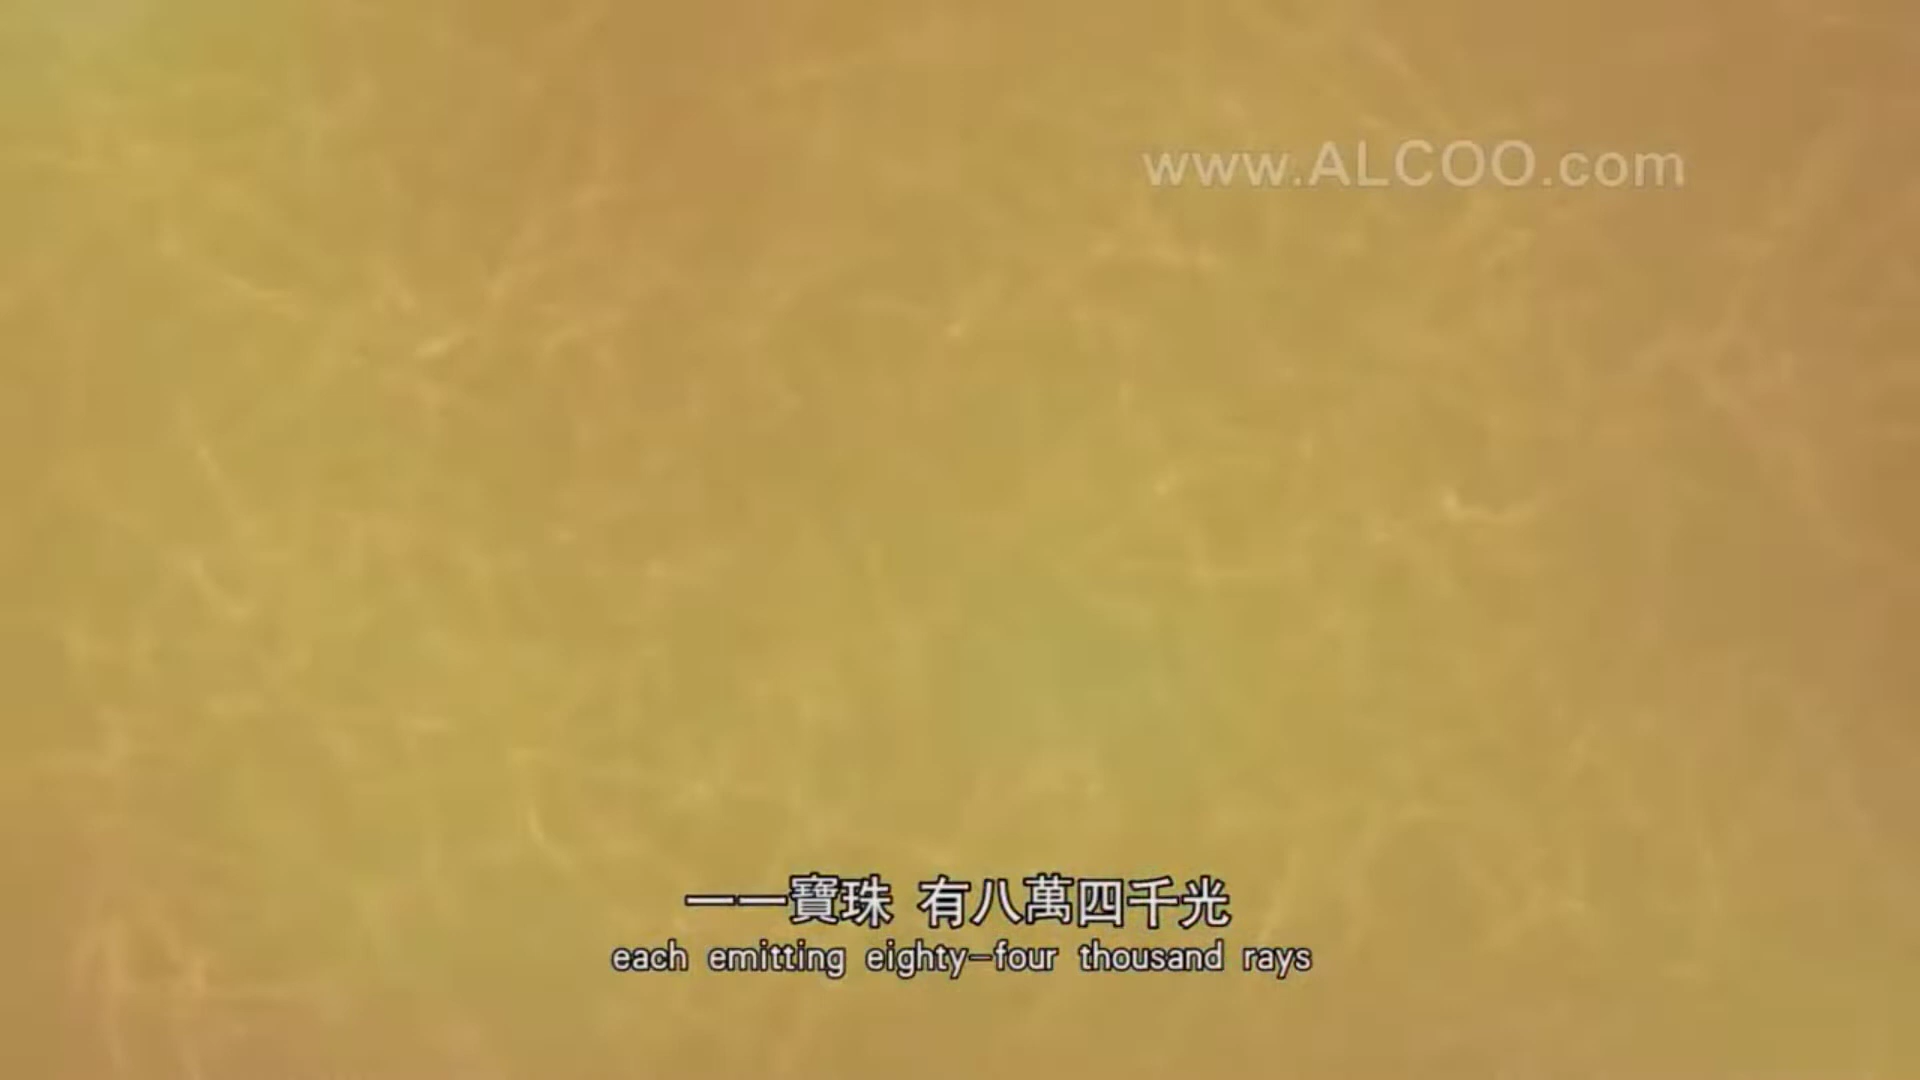 www.ALCOO.com
一一寶珠 有八萬四千光
each emitting eighty-four thousand rays